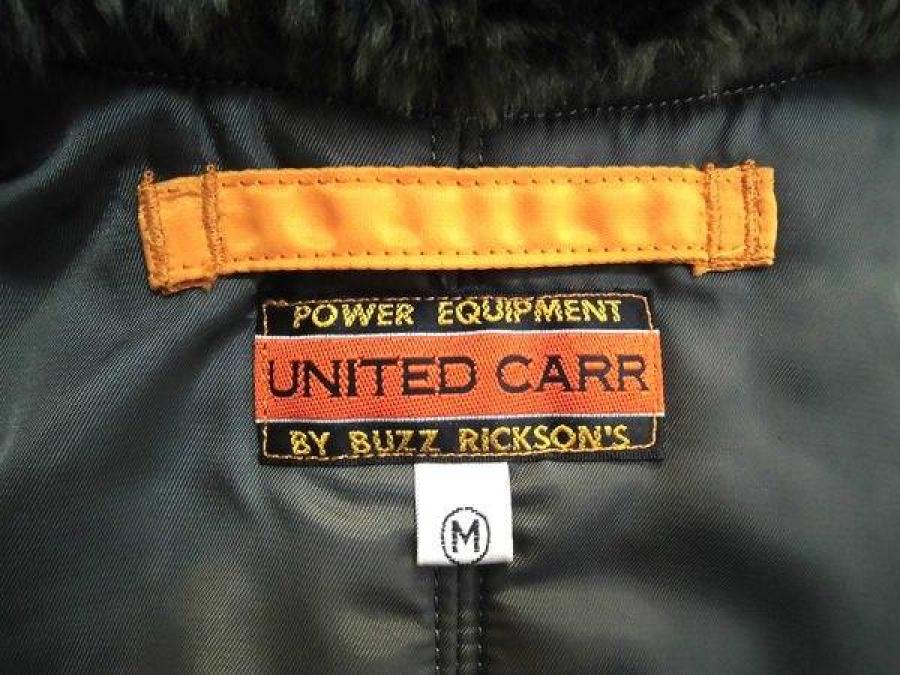 POWER EQUIPMENT
UNITED CARR
BY BUZZ RICKSON'S
M